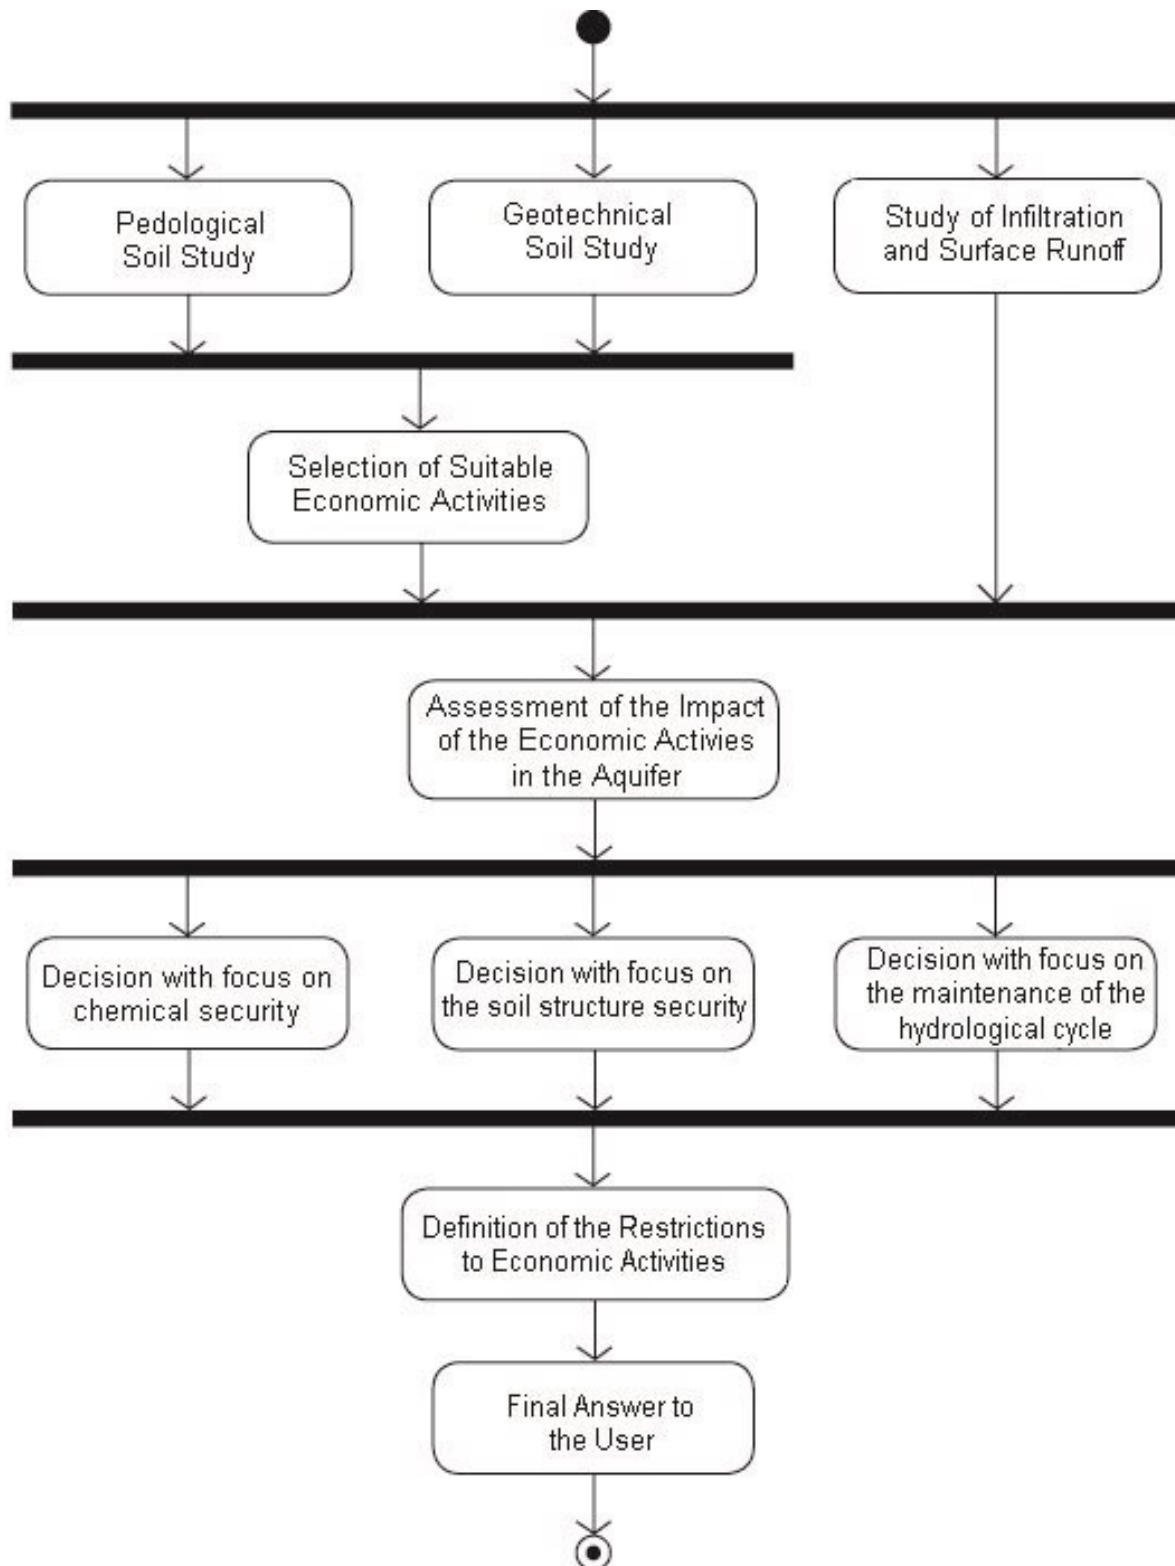 Pedological
Soil Study
Geotechnical
Soil Study
Study of Infiltration
and Surface Runoff
Selection of Suitable
Economic Activities
Assessment of the Impact
of the Economic Activies
in the Aquifer
Decision with focus on
chemical security
Decision with focus on
the soil structure security
Decision with focus on
the maintenance of the
hydrological cycle
Definition of the Restrictions
to Economic Activities
Final Answer to
the User